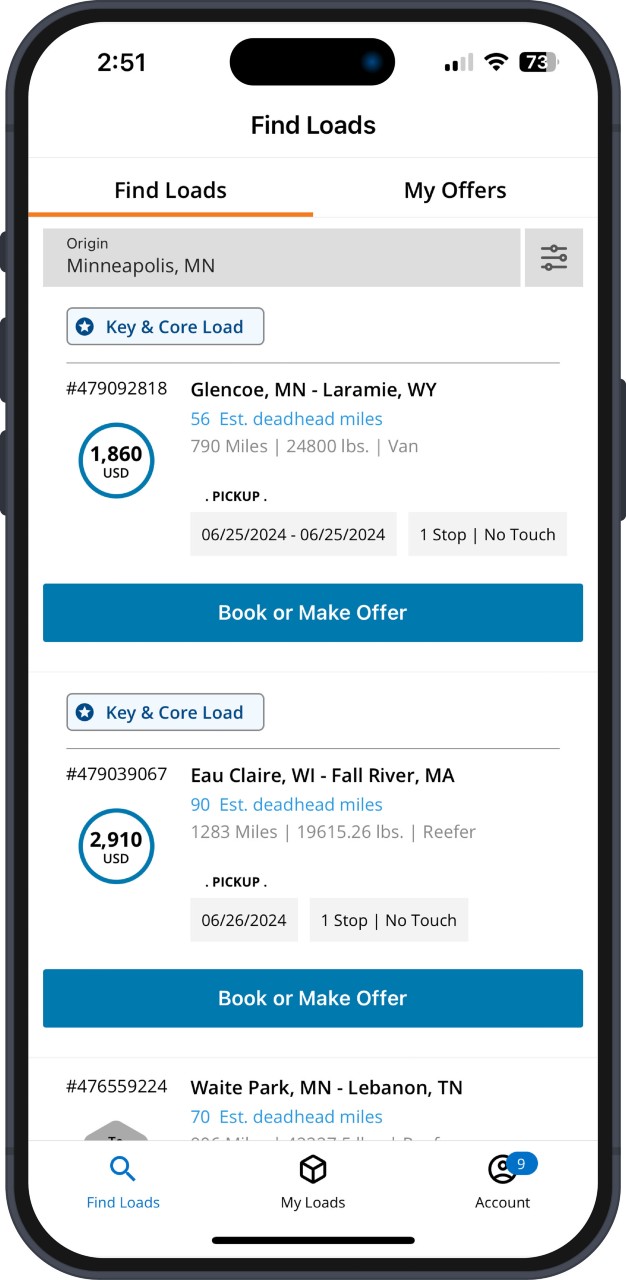 2:51
73
Find Loads
Find Loads
My Offers
Origin
Minneapolis, MN
Key & Core Load
#479092818
Glencoe, MN - Laramie, WY
56 Est. deadhead miles
1,860
USD
790 Miles | 24800 lbs. | Van
. PICKUP .
06/25/2024 - 06/25/2024
1 Stop | No Touch
Book or Make Offer
Key & Core Load
#479039067
Eau Claire, WI - Fall River, MA
90 Est. deadhead miles
2,910
USD
1283 Miles | 19615.26 lbs. | Reefer
. PICKUP .
06/26/2024
1 Stop | No Touch
Book or Make Offer
#476559224
Waite Park, MN - Lebanon, TN
70 Est. deadhead miles
9
Find Loads
My Loads
Account